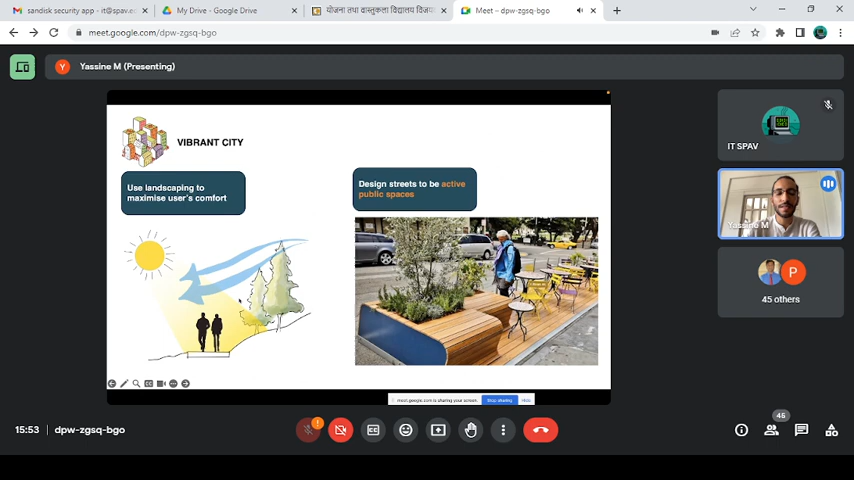 sandisk security app - it@spav.ec
My Drive - Google Drive
योजना तथा वास्तुकला विद्यालय विजय
Meet – dpw-zgsq-bgo
meet.google.com/dpw-zgsq-bgo
Y
Yassine M (Presenting)
VIBRANT CITY
Use landscaping to
maximise user's comfort
Design streets to be active
public spaces
IT SPAV
Yassine M
P
45 others
meet.google.com is sharing your screen.
Stop sharing
Hide
15:53
dpw-zgsq-bgo
46